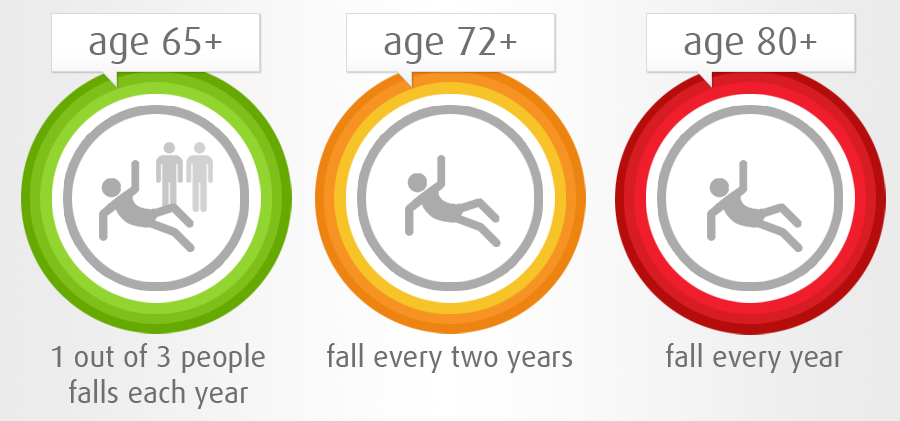 age 65+
1 out of 3 people
falls each year
age 72+
fall every two years
age 80+
fall every year